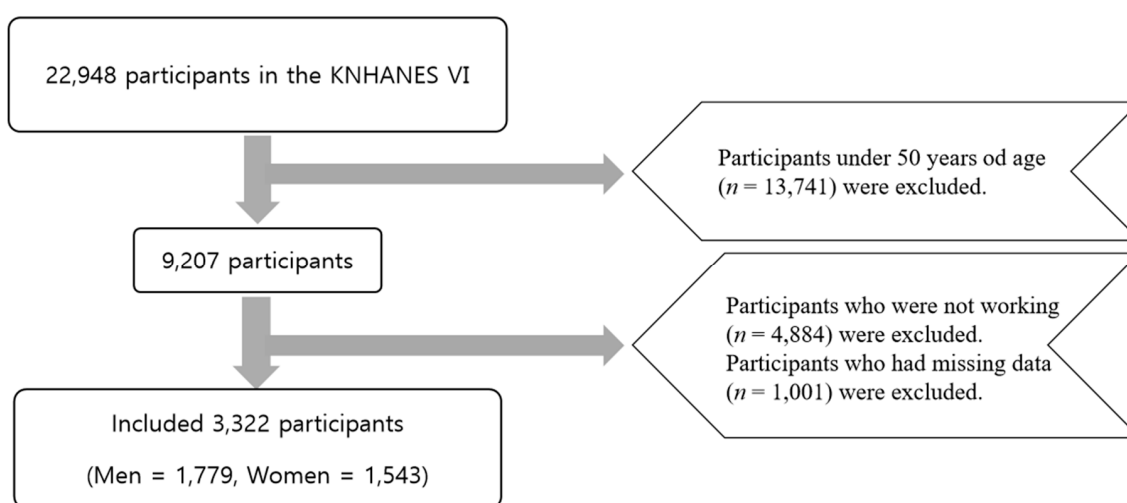 22,948 participants in the KNHANES VI
Participants under 50 years od age
(n = 13,741) were excluded.
9,207 participants
Participants who were not working
(n = 4,884) were excluded.
Participants who had missing data
(n = 1,001) were excluded.
Included 3,322 participants
(Men = 1,779, Women = 1,543)